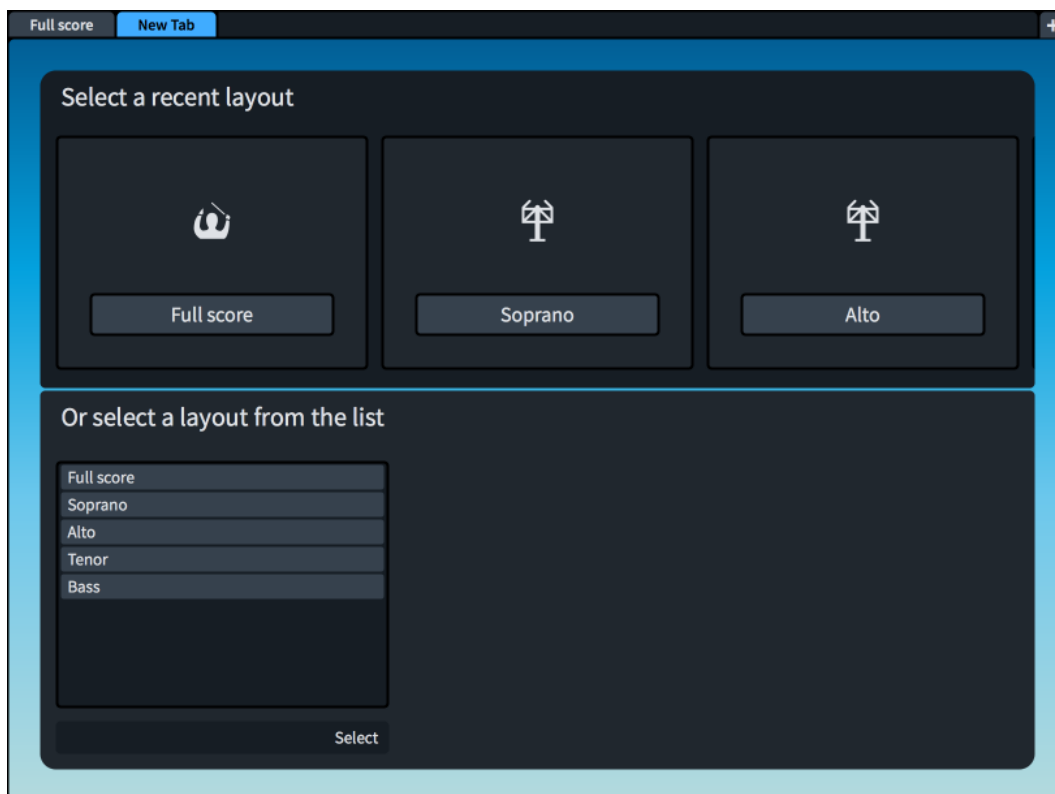 Full score New Tab +
Select a recent layout
Full score Soprano Alto
Or select a layout from the list
Full score
Soprano
Alto
Tenor
Bass
Select